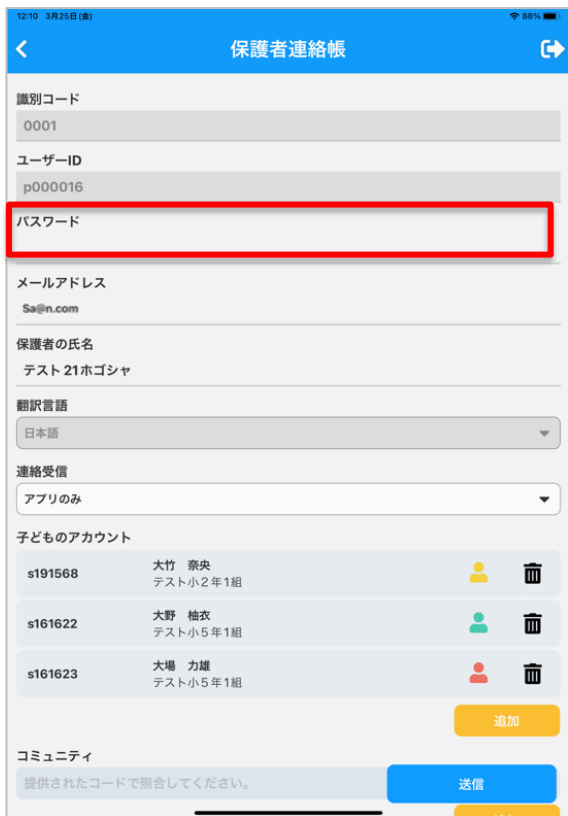 12:10 3月25日(金)
88%
保護者連絡帳
識別コード
0001
ユーザーID
p000016
パスワード
メールアドレス
Sa@n.com
保護者の氏名
テスト21ホゴシャ
翻訳言語
日本語
連絡受信
アプリのみ
子どものアカウント
s191568
大竹 奈央
テスト小2年1組
s161622
大野 柚衣
テスト小5年1組
s161623
大場 力雄
テスト小5年1組
追加
コミュニティ
提供されたコードで照合してください。
送信